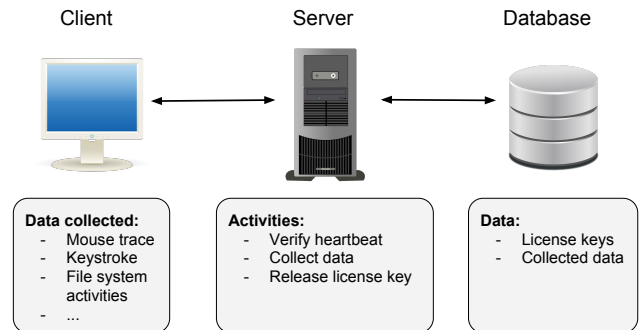 Client
Server
Database
Data collected:
- Mouse trace
- Keystroke
- File system
activities
- ...
Activities:
- Verify heartbeat
- Collect data
- Release license key
Data:
- License keys
- Collected data